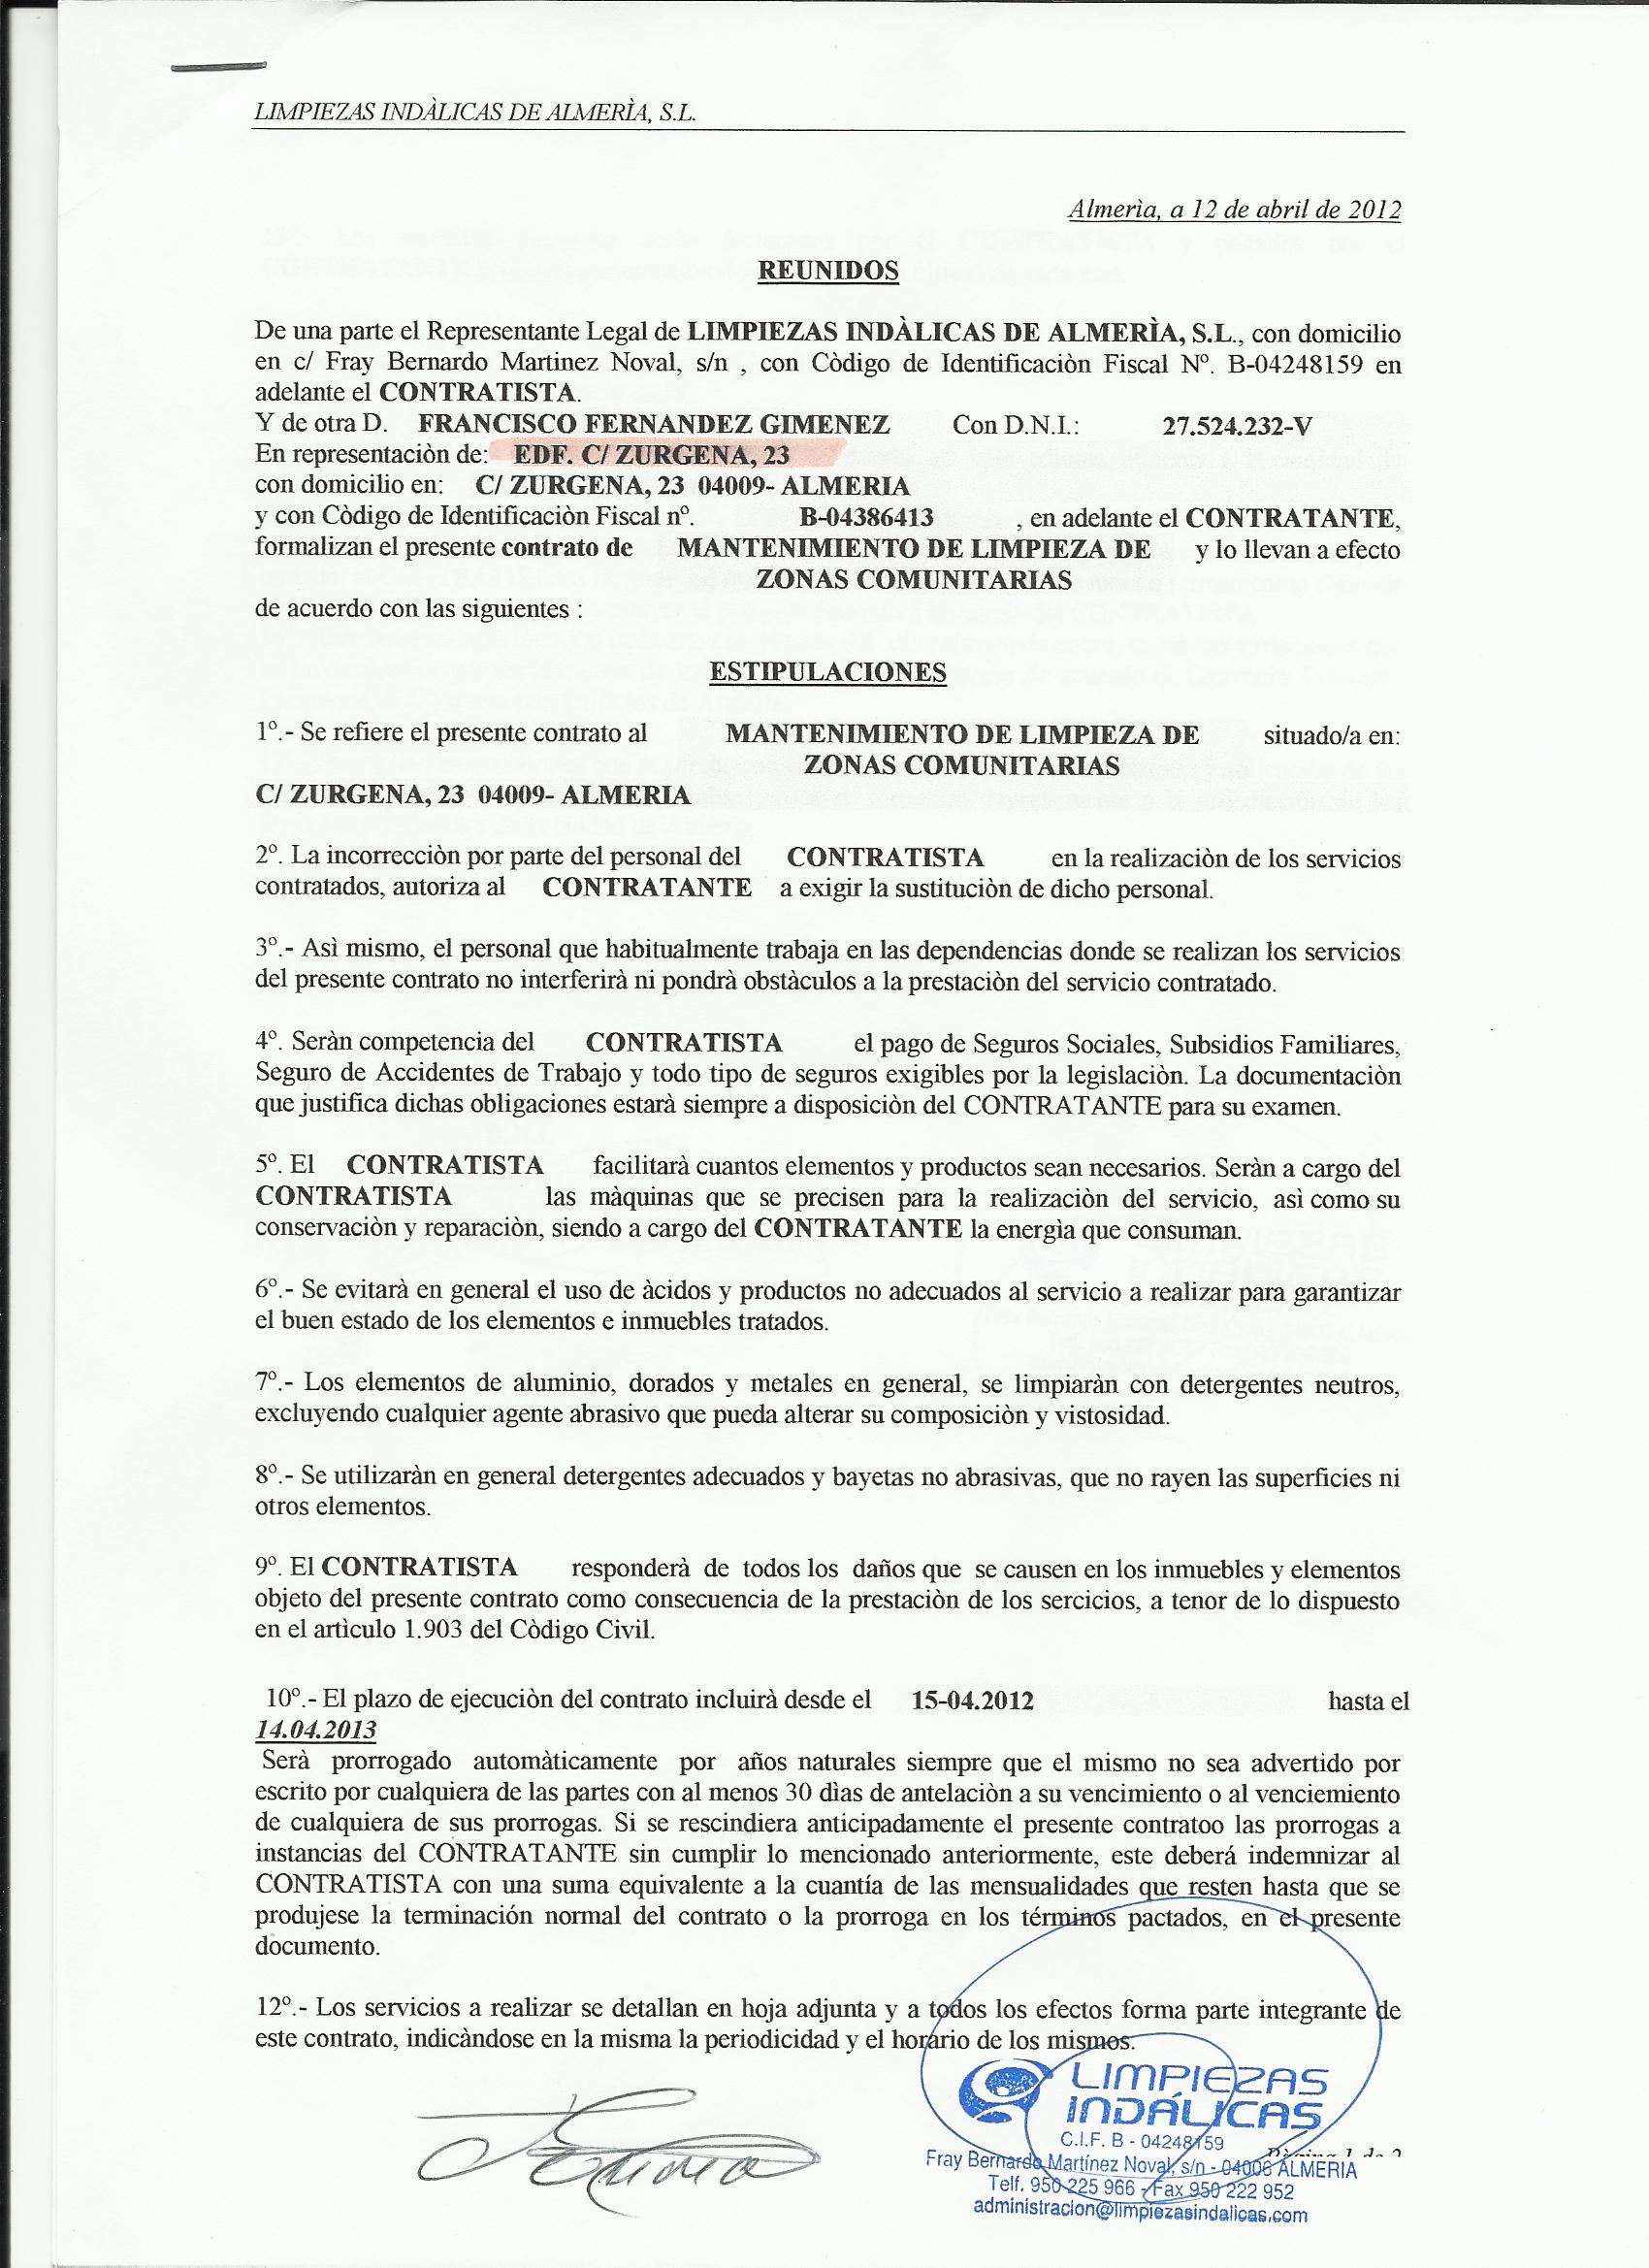 LIMPIEZAS INDÀLICAS DE ALMERÌA, S.L.
Almerìa, a 12 de abril de 2012
REUNIDOS
De una parte el Representante Legal de LIMPIEZAS INDÀLICAS DE ALMERÌA, S.L., con domicilio
en c/ Fray Bernardo Martinez Noval, s/n , con Còdigo de Identificaciòn Fiscal Nº. B-04248159 en
adelante el CONTRATISTA.
Y de otra D. FRANCISCO FERNANDEZ GIMENEZ Con D.N.I.: 27.524.232-V
En representaciòn de: EDF. C/ ZURGENA, 23
con domicilio en: C/ ZURGENA, 23 04009- ALMERIA
y con Còdigo de Identificaciòn Fiscal nº. B-04386413 , en adelante el CONTRATANTE,
formalizan el presente contrato de MANTENIMIENTO DE LIMPIEZA DE y lo llevan a efecto
ZONAS COMUNITARIAS
de acuerdo con las siguientes :
ESTIPULACIONES
1º.- Se refiere el presente contrato al MANTENIMIENTO DE LIMPIEZA DE situado/a en:
ZONAS COMUNITARIAS
C/ ZURGENA, 23 04009- ALMERIA
2º. La incorrecciòn por parte del personal del CONTRATISTA en la realizaciòn de los servicios
contratados, autoriza al CONTRATANTE a exigir la sustituciòn de dicho personal.
3º.- Asì mismo, el personal que habitualmente trabaja en las dependencias donde se realizan los servicios
del presente contrato no interferirà ni pondrà obstàculos a la prestaciòn del servicio contratado.
4º. Seràn competencia del CONTRATISTA el pago de Seguros Sociales, Subsidios Familiares,
Seguro de Accidentes de Trabajo y todo tipo de seguros exigibles por la legislaciòn. La documentaciòn
que justifica dichas obligaciones estarà siempre a disposiciòn del CONTRATANTE para su examen.
5º. El CONTRATISTA facilitarà cuantos elementos y productos sean necesarios. Seràn a cargo del
CONTRATISTA las màquinas que se precisen para la realizaciòn del servicio, asì como su
conservaciòn y reparaciòn, siendo a cargo del CONTRATANTE la energìa que consuman.
6º.- Se evitarà en general el uso de àcidos y productos no adecuados al servicio a realizar para garantizar
el buen estado de los elementos e inmuebles tratados.
7º.- Los elementos de aluminio, dorados y metales en general, se limpiaràn con detergentes neutros,
excluyendo cualquier agente abrasivo que pueda alterar su composiciòn y vistosidad.
8º.- Se utilizaràn en general detergentes adecuados y bayetas no abrasivas, que no rayen las superficies ni
otros elementos.
9º. El CONTRATISTA responderà de todos los daños que se causen en los inmuebles y elementos
objeto del presente contrato como consecuencia de la prestaciòn de los sercicios, a tenor de lo dispuesto
en el artìculo 1.903 del Còdigo Civil.
10º.- El plazo de ejecuciòn del contrato incluirà desde el 15-04.2012 hasta el
14.04.2013
Serà prorrogado automàticamente por años naturales siempre que el mismo no sea advertido por
escrito por cualquiera de las partes con al menos 30 dìas de antelaciòn a su vencimiento o al venciemiento
de cualquiera de sus prorrogas. Si se rescindiera anticipadamente el presente contratoo las prorrogas a
instancias del CONTRATANTE sin cumplir lo mencionado anteriormente, este deberá indemnizar al
CONTRATISTA con una suma equivalente a la cuantía de las mensualidades que resten hasta que se
produjese la terminación normal del contrato o la prorroga en los términos pactados, en el presente
documento.
12º.- Los servicios a realizar se detallan en hoja adjunta y a todos los efectos forma parte integrante de
este contrato, indicàndose en la misma la periodicidad y el horario de los mismos.
LIMPIEZAS
INDÁLICAS
C.I.F. B - 04248159
Pàgina 1 de 2
Fray Bernardo Martínez Noval, s/n - 04006 ALMERIA
Telf. 950 225 966 - Fax 950 222 952
administracion@limpiezasindalicas.com